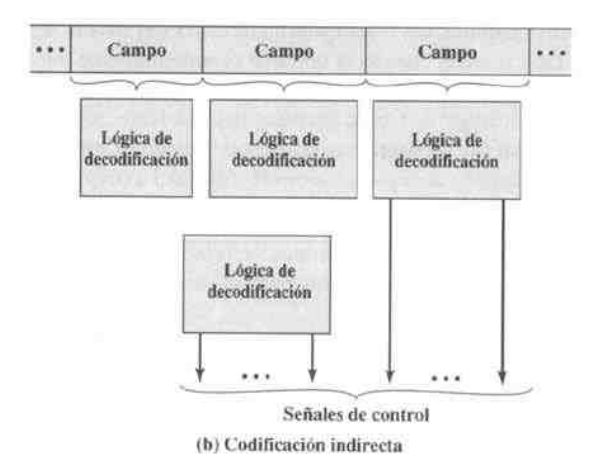 ••• Campo Campo Campo •••
Lógica de
decodificación
Lógica de
decodificación
Lógica de
decodificación
Lógica de
decodificación
••• •••
Señales de control
(b) Codificación indirecta